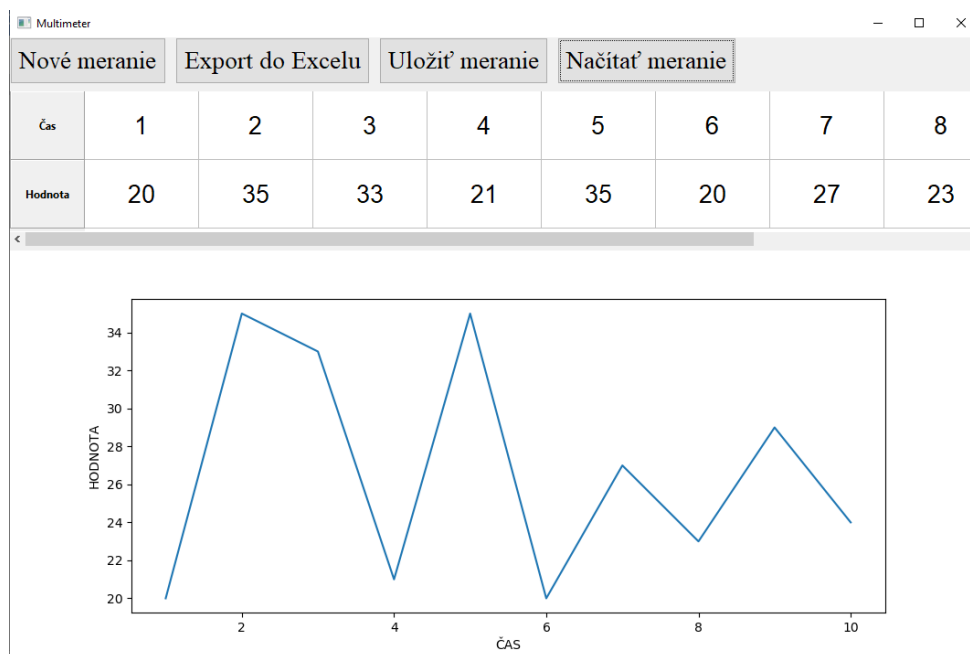 Multimeter
Nové meranie Export do Excelu Uložiť meranie Načítať meranie
Čas 1 2 3 4 5 6 7 8
Hodnota 20 35 33 21 35 20 27 23
34
32
30
28
26
24
22
20
HODNOTA
2 4 6 8 10
ČAS